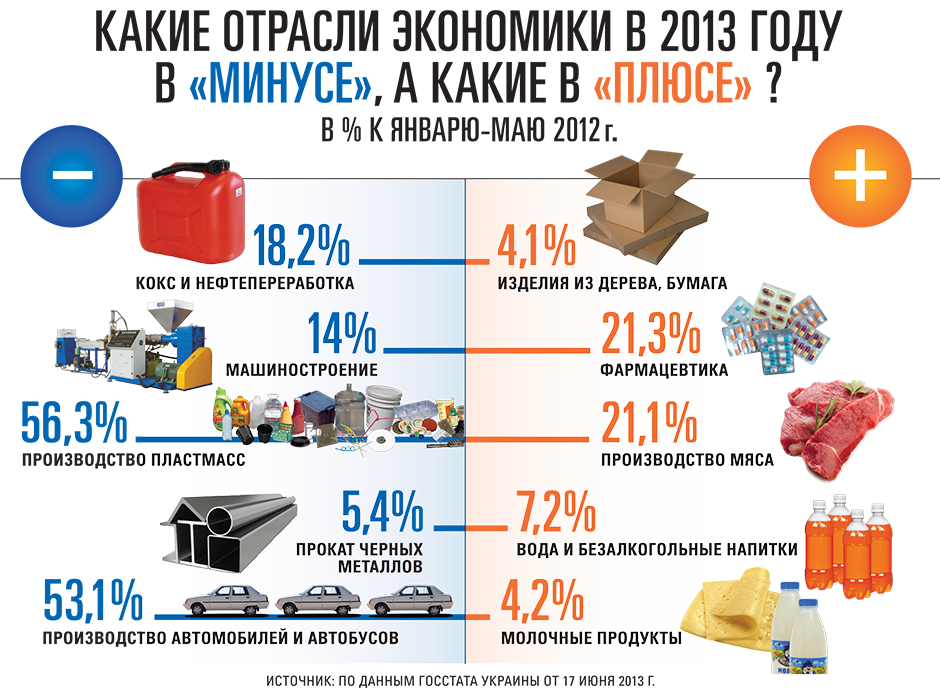 КАКИЕ ОТРАСЛИ ЭКОНОМИКИ В 2013 ГОДУ
В «МИНУСЕ», А КАКИЕ В «ПЛЮСЕ» ?
В % К ЯНВАРЮ-МАЮ 2012 г.
−
+
18,2%
КОКС И НЕФТЕПЕРЕРАБОТКА
4,1%
ИЗДЕЛИЯ ИЗ ДЕРЕВА, БУМАГА
14%
МАШИНОСТРОЕНИЕ
21,3%
ФАРМАЦЕВТИКА
56,3%
ПРОИЗВОДСТВО ПЛАСТМАСС
21,1%
ПРОИЗВОДСТВО МЯСА
5,4%
ПРОКАТ ЧЕРНЫХ
МЕТАЛЛОВ
7,2%
ВОДА И БЕЗАЛКОГОЛЬНЫЕ НАПИТКИ
53,1%
ПРОИЗВОДСТВО АВТОМОБИЛЕЙ И АВТОБУСОВ
4,2%
МОЛОЧНЫЕ ПРОДУКТЫ
ИСТОЧНИК: ПО ДАННЫМ ГОССТАТА УКРАИНЫ ОТ 17 ИЮНЯ 2013 Г.